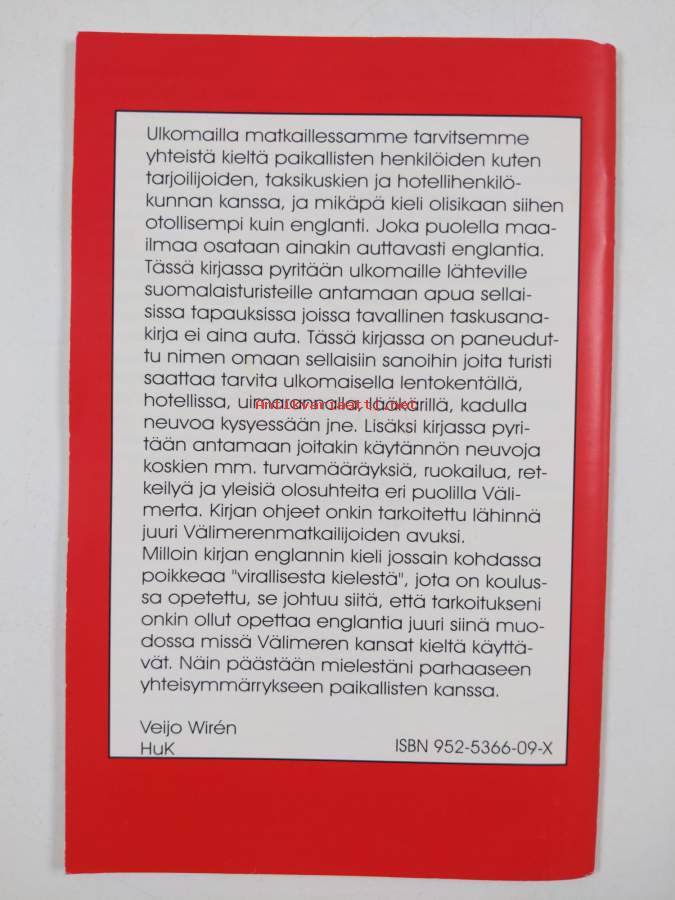 Ulkomailla matkaillessamme tarvitsemme
yhteistä kieltä paikallisten henkilöiden kuten
tarjoilijoiden, taksikuskien ja hotellihenkilö-
kunnan kanssa, ja mikäpä kieli olisikaan siihen
otollisempi kuin englanti. Joka puolella maa-
ilmaa osataan ainakin auttavasti englantia.
Tässä kirjassa pyritään ulkomaille lähteville
suomalaisturisteille antamaan apua sellai-
sissa tapauksissa joissa tavallinen taskusana-
kirja ei aina auta. Tässä kirjassa on paneudut-
tu nimen omaan sellaisiin sanoihin joita turisti
saattaa tarvita ulkomaisella lentokentällä,
hotellissa, uimarannalla, lääkärillä, kadulla
Antikvariaatti.net
neuvoa kysyessään jne. Lisäksi kirjassa pyri-
tään antamaan joitakin käytännön neuvoja
koskien mm. turvamääräyksiä, ruokailua, ret-
keilyä ja yleisiä olosuhteita eri puolilla Väli-
merta. Kirjan ohjeet onkin tarkoitettu lähinnä
juuri Välimerenmatkailijoiden avuksi.
Milloin kirjan englannin kieli jossain kohdassa
poikkeaa "virallisesta kielestä", jota on koulus-
sa opetettu, se johtuu siitä, että tarkoitukseni
onkin ollut opettaa englantia juuri siinä muo-
dossa missä Välimeren kansat kieltä käyttä-
vät. Näin päästään mielestäni parhaaseen
yhteisymmärrykseen paikallisten kanssa.
Veijo Wirén
HuK
ISBN 952-5366-09-X